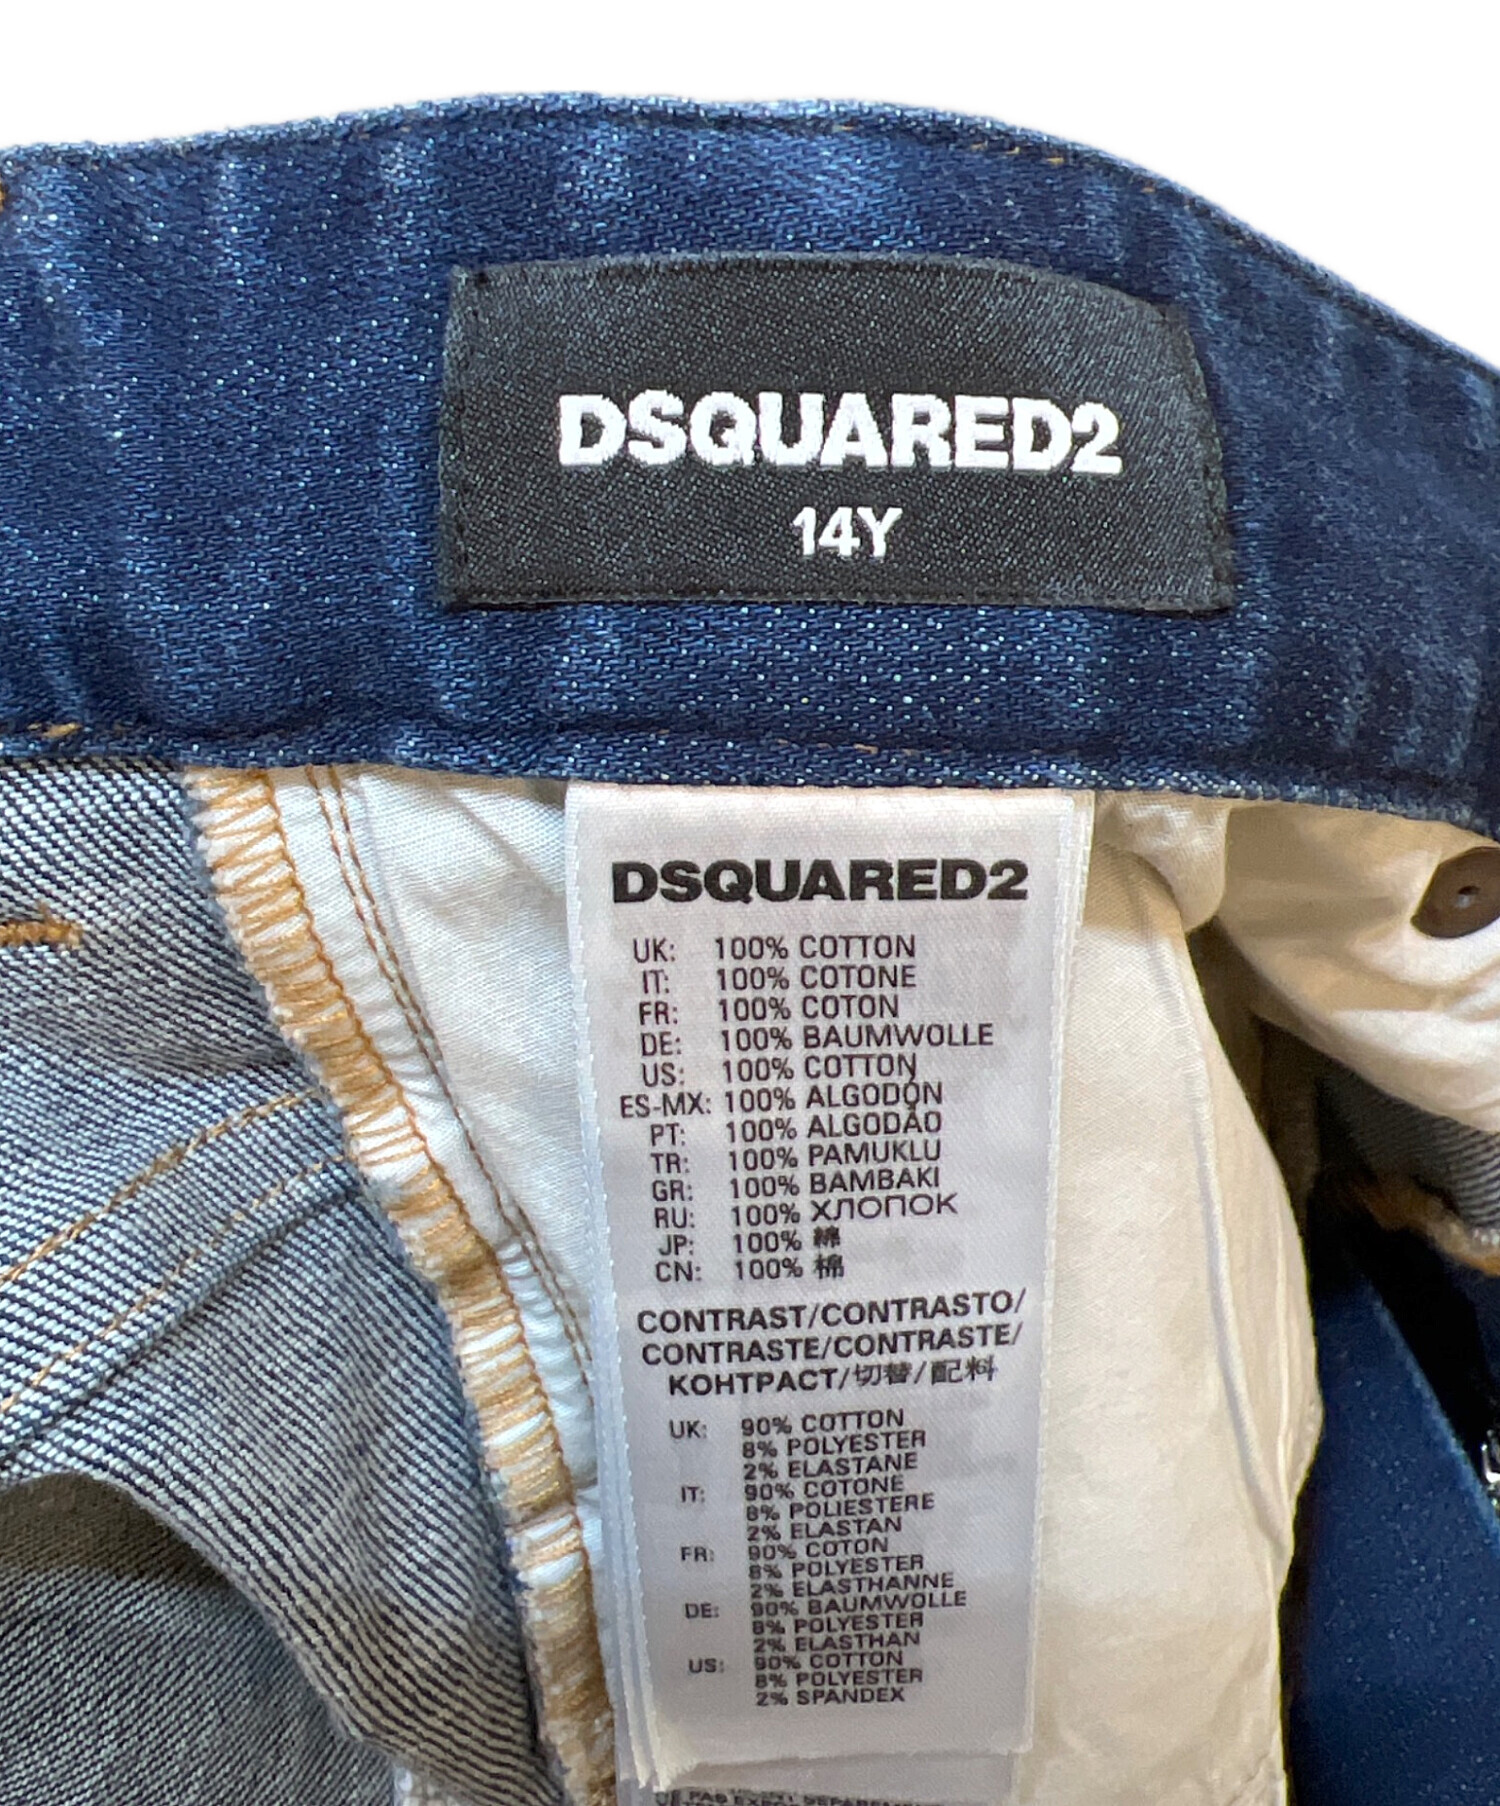 DSQUARED2
14Y
DSQUARED2
UK: 100% COTTON
IT: 100% COTONE
FR: 100% COTON
DE: 100% BAUMWOLLE
US: 100% COTTON
ES-MX: 100% ALGODÓN
PT: 100% ALGODÃO
TR: 100% PAMUKLU
GR: 100% BAMBAKI
RU: 100% ХЛОПОК
JP: 100% 綿
CN: 100% 棉
CONTRAST/CONTRASTO/
CONTRASTE/CONTRASTE/
КОНТРАСТ/切替/配料
UK: 90% COTTON
8% POLYESTER
2% ELASTANE
IT: 90% COTONE
8% POLIESTERE
2% ELASTAN
FR: 90% COTON
8% POLYESTER
2% ELASTHANNE
DE: 90% BAUMWOLLE
8% POLYESTER
2% ELASTHAN
US: 90% COTTON
8% POLYESTER
2% SPANDEX